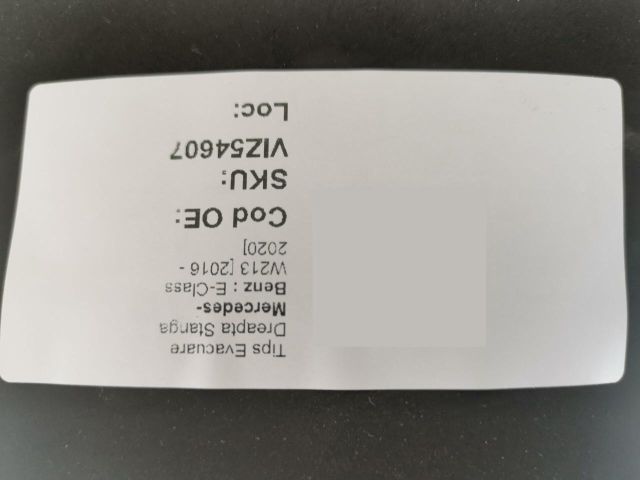 Tips Evacuare
Dreapta Stanga
Mercedes-
Benz : E-Class
W213 [2016 -
2020]
Cod OE:
SKU:
VIZ54607
Loc: